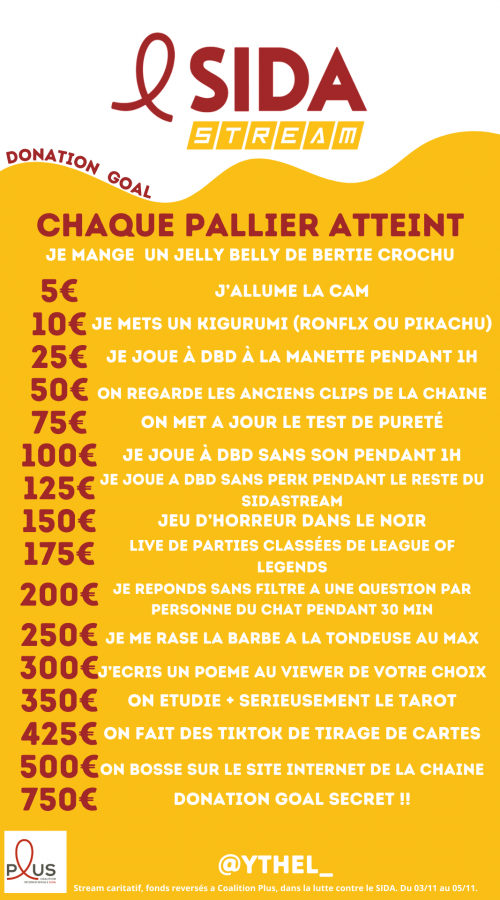 SIDA
STREAM
DONATION GOAL
CHAQUE PALLIER ATTEINT
JE MANGE UN JELLY BELLY DE BERTIE CROCHU
5€ J'ALLUME LA CAM
10€ JE METS UN KIGURUMI (RONFLX OU PIKACHU)
25€ JE JOUE À DBD À LA MANETTE PENDANT 1H
50€ ON REGARDE LES ANCIENS CLIPS DE LA CHAINE
75€ ON MET A JOUR LE TEST DE PURETÉ
100€ JE JOUE À DBD SANS SON PENDANT 1H
125€ JE JOUE A DBD SANS PERK PENDANT LE RESTE DU
SIDASTREAM
150€ JEU D'HORREUR DANS LE NOIR
175€ LIVE DE PARTIES CLASSÉES DE LEAGUE OF
LEGENDS
200€ JE REPONDS SANS FILTRE A UNE QUESTION PAR
PERSONNE DU CHAT PENDANT 30 MIN
250€ JE ME RASE LA BARBE A LA TONDEUSE AU MAX
300€ J'ECRIS UN POEME AU VIEWER DE VOTRE CHOIX
350€ ON ETUDIE + SERIEUSEMENT LE TAROT
425€ ON FAIT DES TIKTOK DE TIRAGE DE CARTES
500€ ON BOSSE SUR LE SITE INTERNET DE LA CHAINE
750€ DONATION GOAL SECRET !!
PLUS
COALITION
INTERNATIONALE SIDA
@YTHEL_
Stream caritatif, fonds reversés a Coalition Plus, dans la lutte contre le SIDA. Du 03/11 au 05/11.